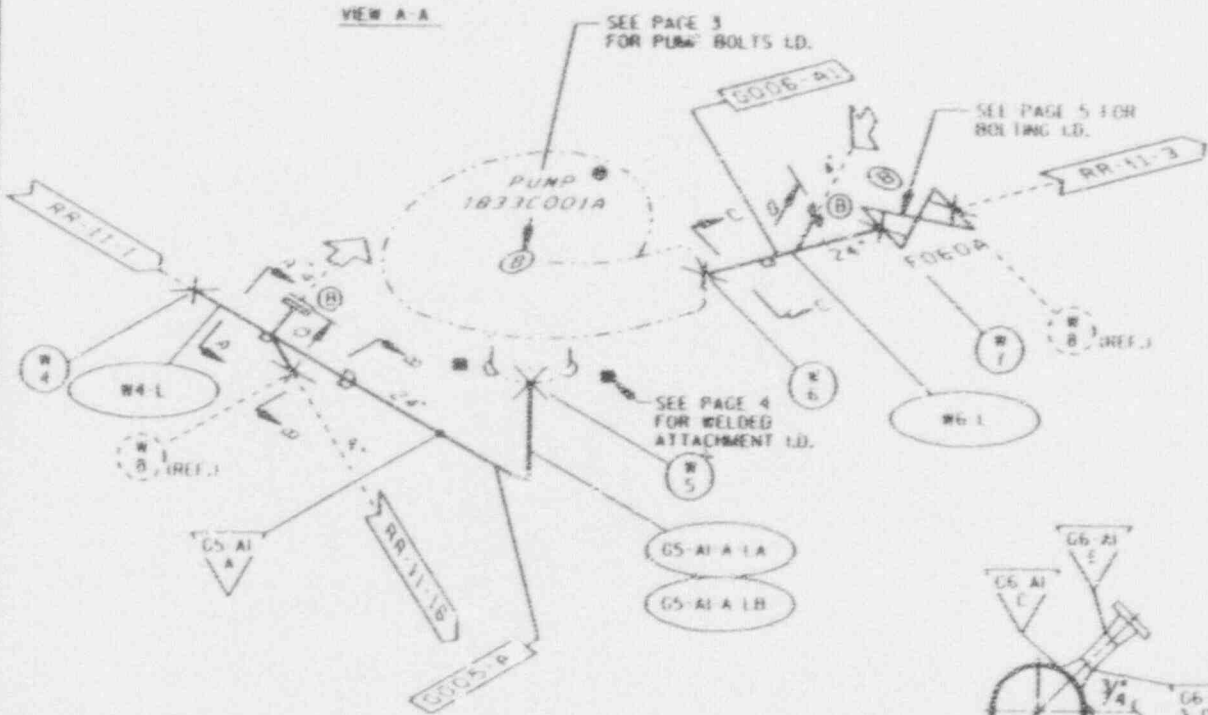 VIEW A-A
SEE PAGE 3
FOR PUMP BOLTS I.D.
G006-A1
SEE PAGE 5 FOR
BOLTING I.D.
RR-11-3
PUMP
1B33C001A
B
B
B
C
C
24"
F060A
RR-11-1
B
A
W
4
W4-L
24"
B
B
W
8
(REF.)
W
7
W
6
W6-L
W
8
(REF.)
4"
SEE PAGE 4
FOR WELDED
ATTACHMENT I.D.
W
5
G5-A1
A
RR-11-16
G5-A1-A-LA
G5-A1-A-LB
G005-A
G6-A1
E
G6-A1
C
3/4"
G6